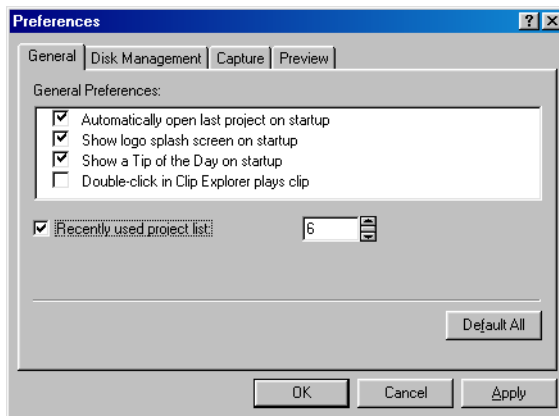 Preferences
General Disk Management Capture Preview
General Preferences:
Automatically open last project on startup
Show logo splash screen on startup
Show a Tip of the Day on startup
Double-click in Clip Explorer plays clip
Recently used project list: 6
Default All
OK Cancel Apply